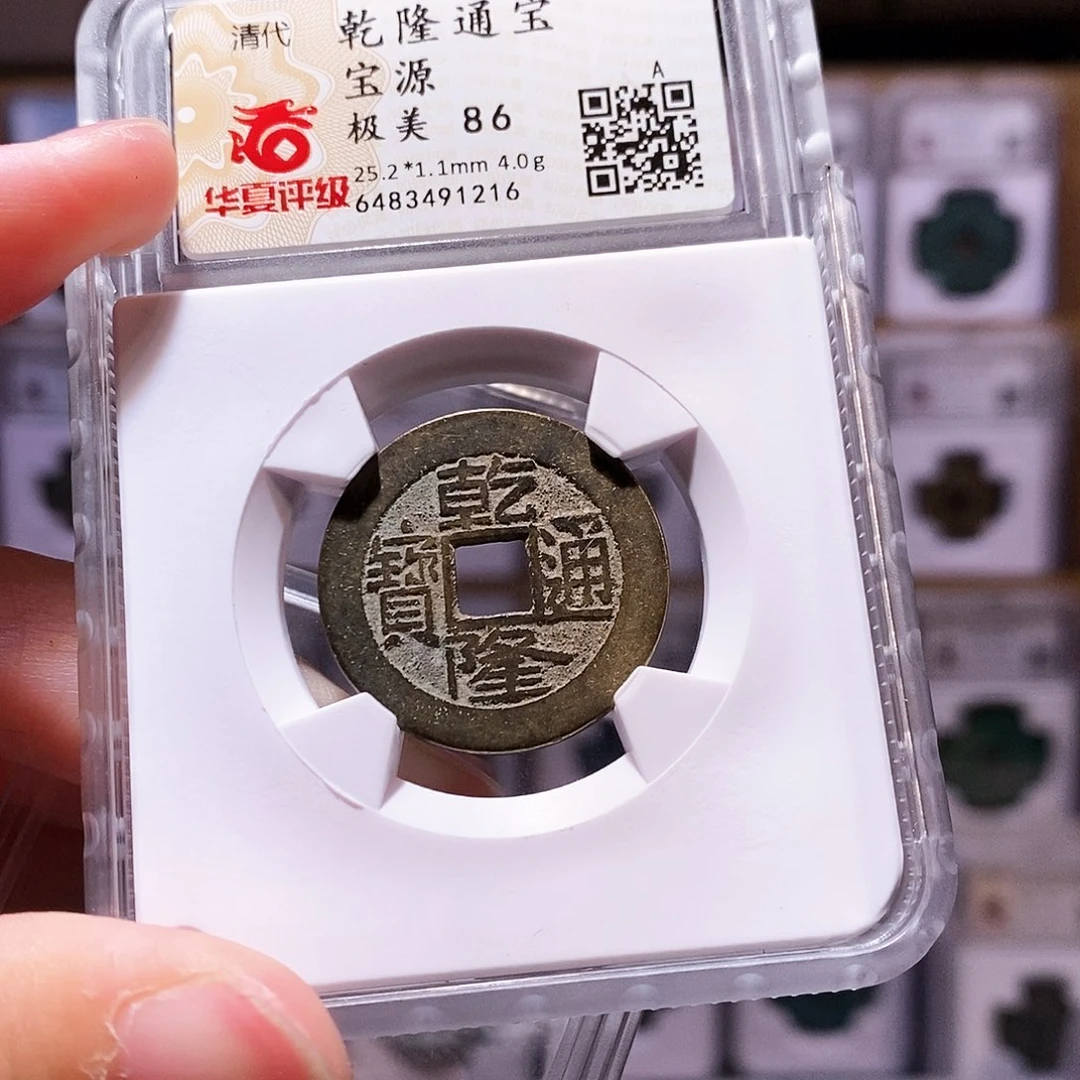 清代
乾隆通宝
宝源
极美 86
25.2*1.1mm 4.0g
6483491216
华夏评级
A
乾隆通寶